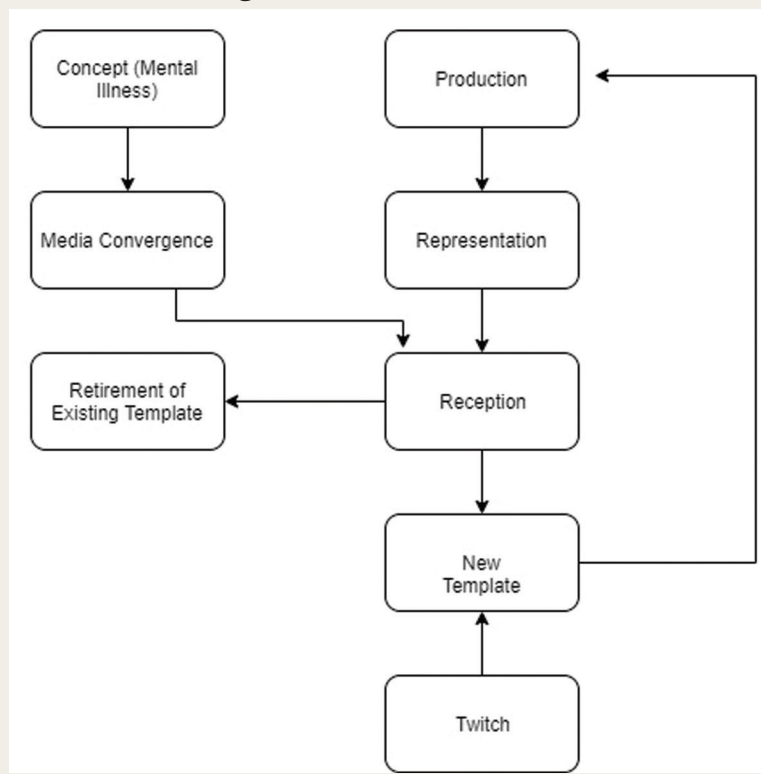 Concept (Mental
Illness)
Production
Media Convergence
Representation
Retirement of
Existing Template
Reception
New
Template
Twitch